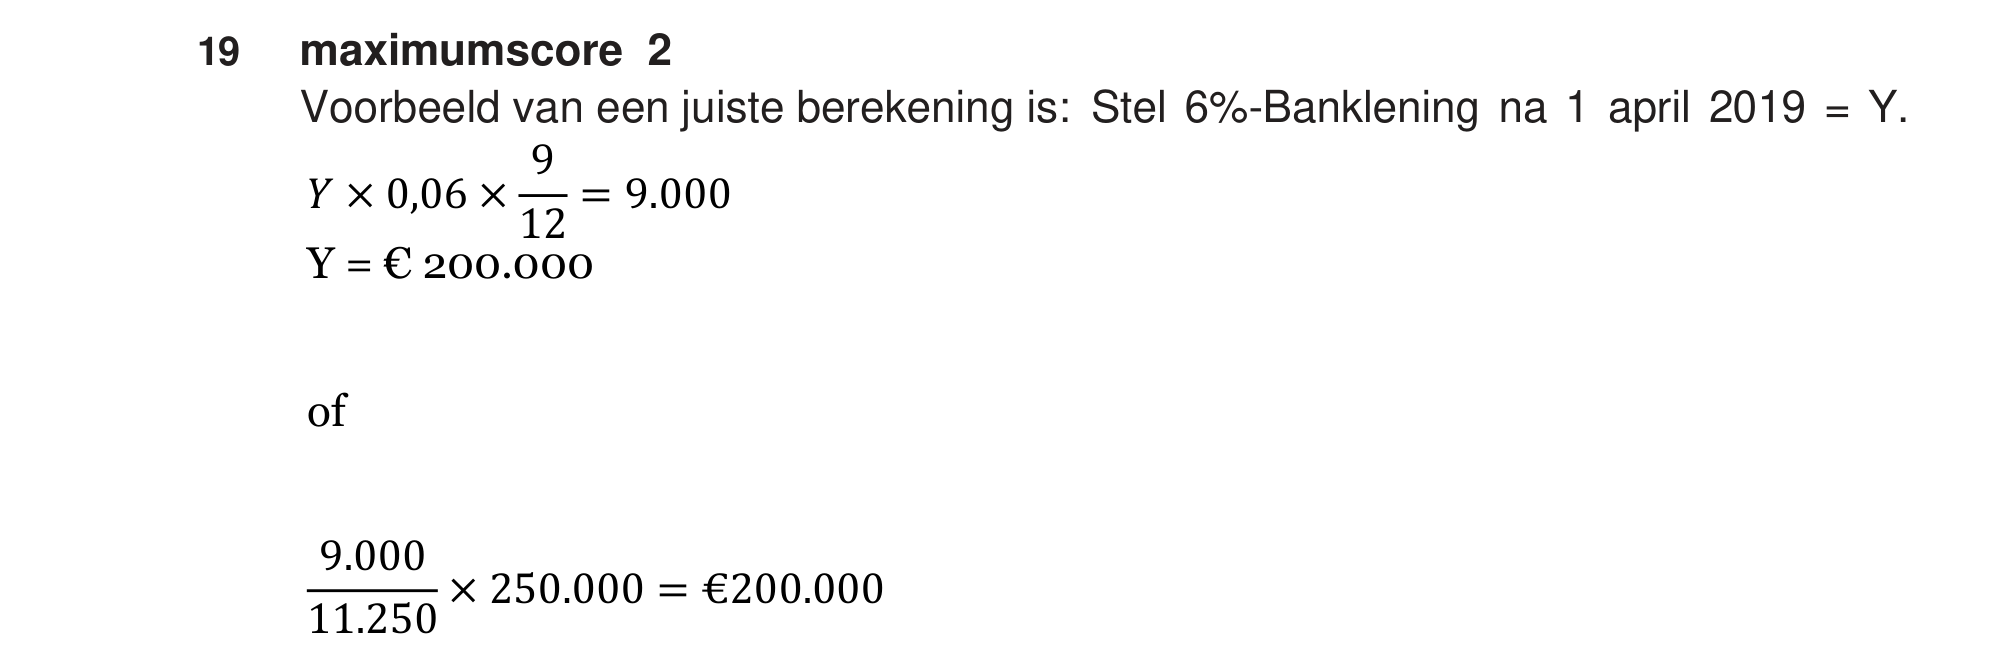 19 maximumscore 2
Voorbeeld van een juiste berekening is: Stel 6%-Banklening na 1 april 2019 = Y.
Y × 0,06 × 9/12 = 9.000
Y = € 200.000
of
9.000/11.250 × 250.000 = €200.000